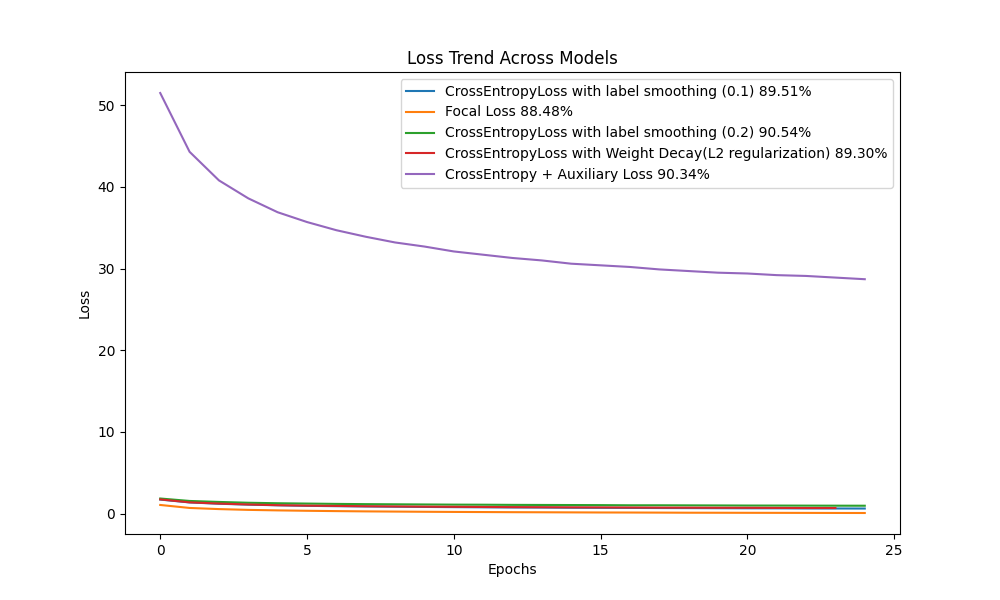 Loss Trend Across Models
CrossEntropyLoss with label smoothing (0.1) 89.51%
Focal Loss 88.48%
CrossEntropyLoss with label smoothing (0.2) 90.54%
CrossEntropyLoss with Weight Decay(L2 regularization) 89.30%
CrossEntropy + Auxiliary Loss 90.34%
Loss
50
40
30
20
10
0
0 5 10 15 20 25
Epochs